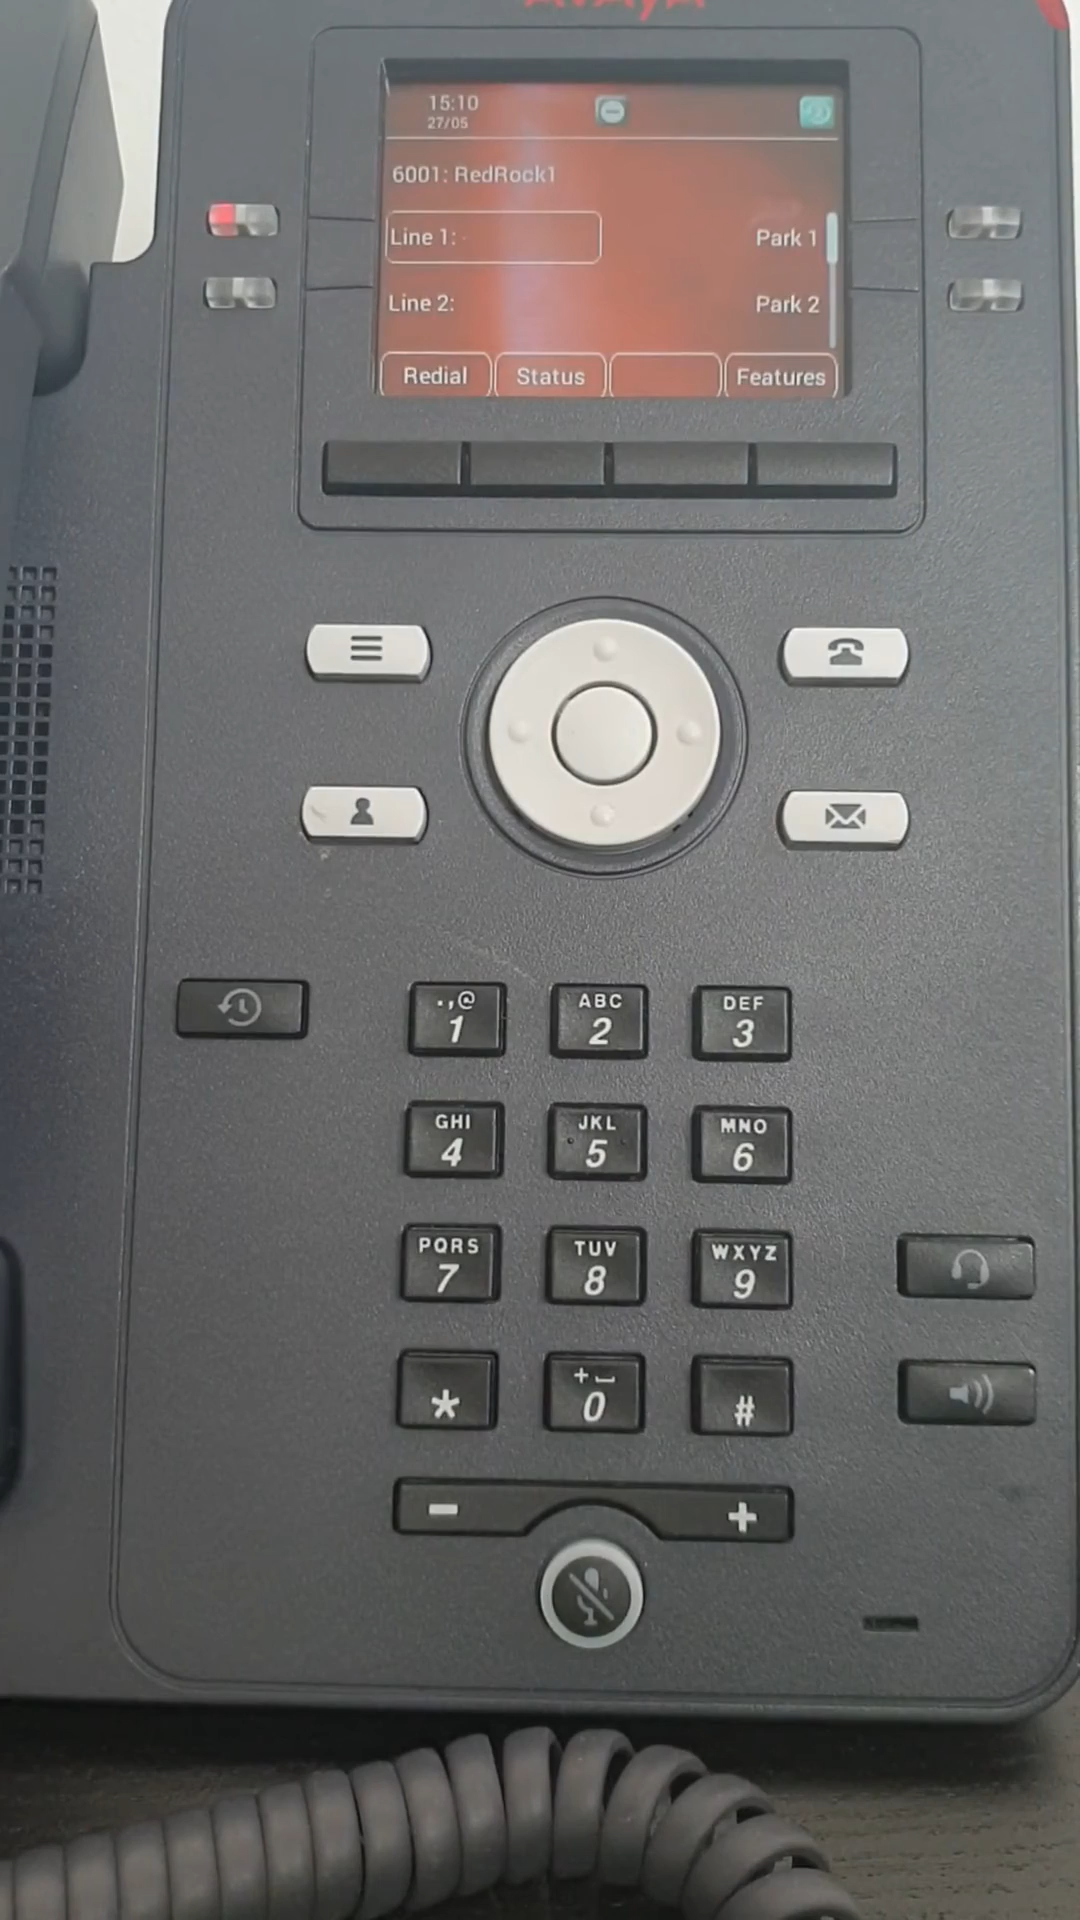 AVAYA
15:10
27/05
6001: RedRock1
Line 1:
Park 1
Line 2:
Park 2
Redial Status Features
.,@ ABC DEF
1 2 3
GHI JKL MNO
4 5 6
PQRS TUV WXYZ
7 8 9
+
* 0 #
- +